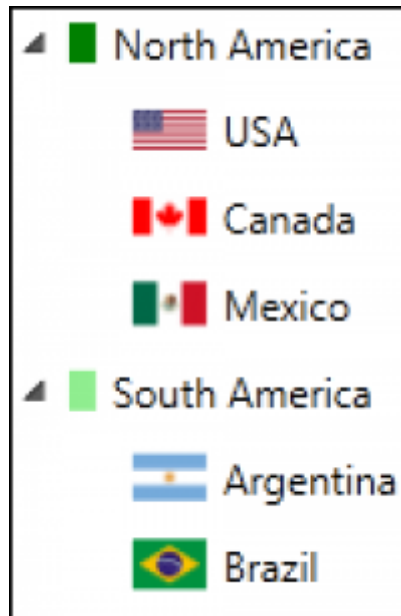 North America
USA
Canada
Mexico
South America
Argentina
Brazil